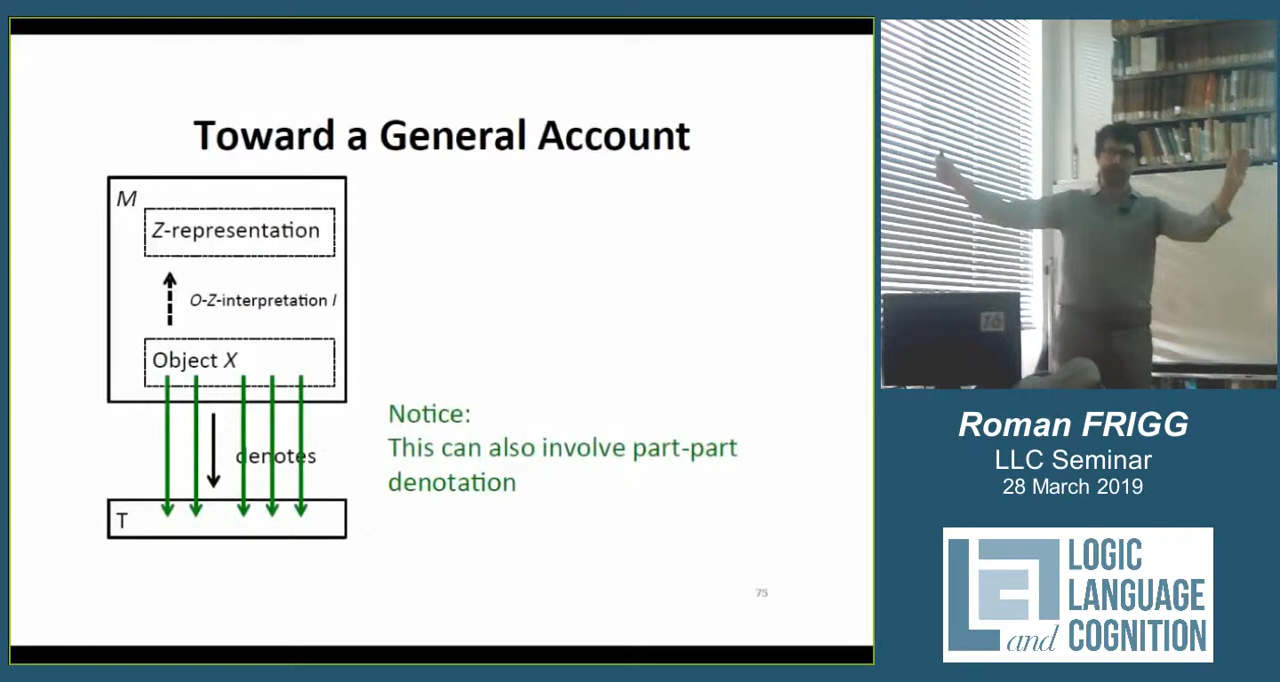 Toward a General Account
M
Z-representation
O-Z-interpretation I
Object X
denotes
T
Notice:
This can also involve part-part
denotation
75
15
Roman FRIGG
LLC Seminar
28 March 2019
LOGIC
LANGUAGE
and COGNITION